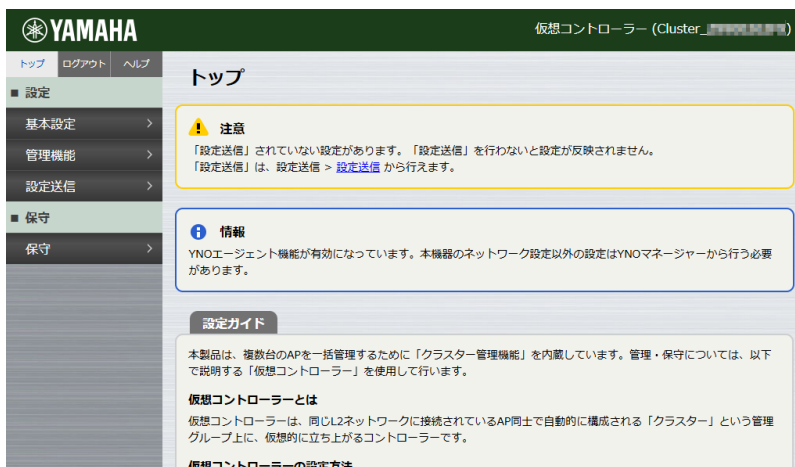 YAMAHA
仮想コントローラー (Cluster_
トップ ログアウト ヘルプ
■ 設定
基本設定
管理機能
設定送信
■ 保守
保守
トップ
注意
「設定送信」されていない設定があります。「設定送信」を行わないと設定が反映されません。
「設定送信」は、設定送信 > 設定送信 から行えます。
情報
YNOエージェント機能が有効になっています。本機器のネットワーク設定以外の設定はYNOマネージャーから行う必要
があります。
設定ガイド
本製品は、複数台のAPを一括管理するために「クラスター管理機能」を内蔵しています。管理・保守については、以下
で説明する「仮想コントローラー」を使用して行います。
仮想コントローラーとは
仮想コントローラーは、同じL2ネットワークに接続されているAP同士で自動的に構成される「クラスター」という管理
グループ上に、仮想的に立ち上がるコントローラーです。
仮想コントローラーの設定方法